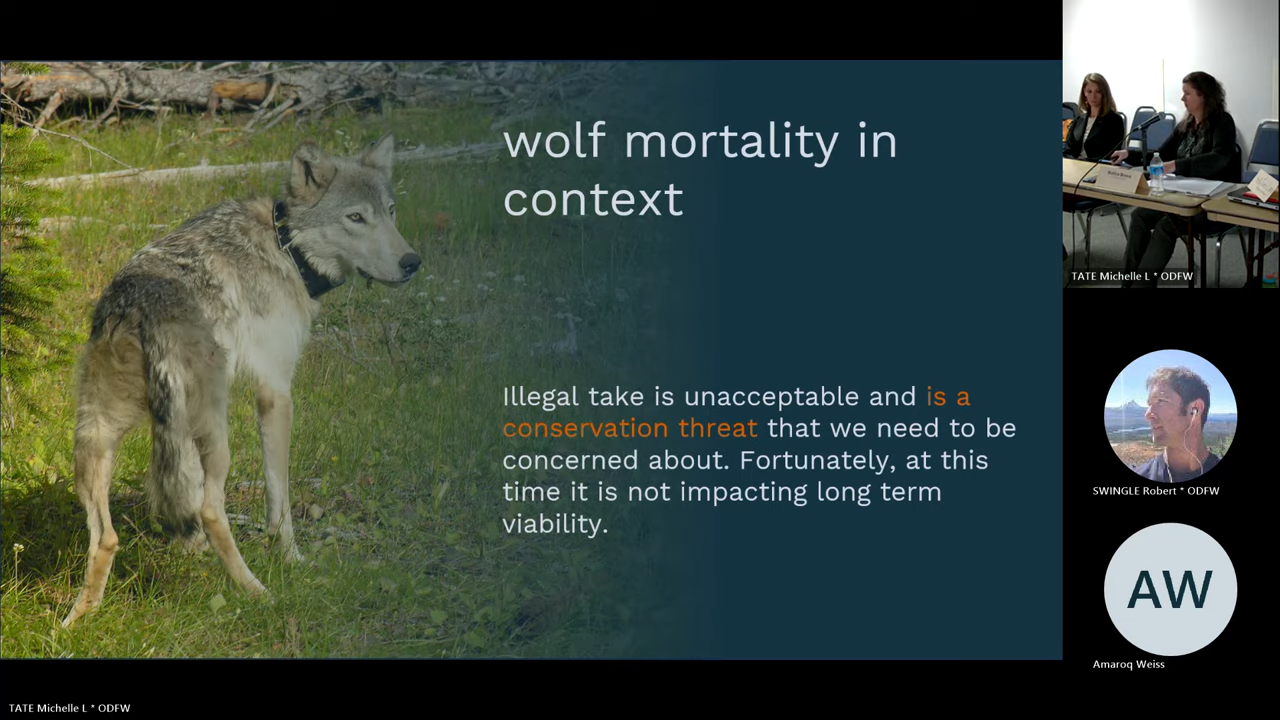 wolf mortality in
context
Illegal take is unacceptable and is a
conservation threat that we need to be
concerned about. Fortunately, at this
time it is not impacting long term
viability.
TATE Michelle L * ODFW
SWINGLE Robert * ODFW
AW
Amaroq Weiss
TATE Michelle L * ODFW